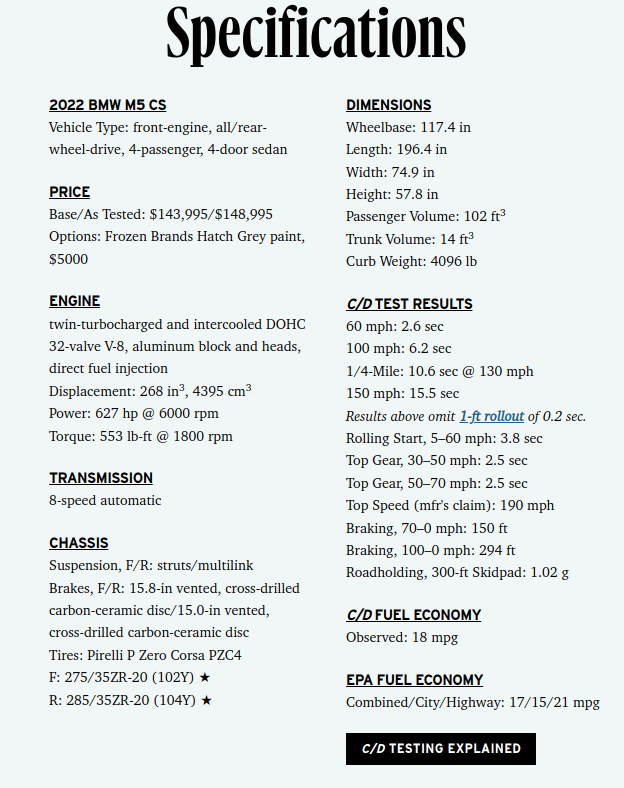 Specifications
2022 BMW M5 CS
Vehicle Type: front-engine, all/rear-
wheel-drive, 4-passenger, 4-door sedan
PRICE
Base/As Tested: $143,995/$148,995
Options: Frozen Brands Hatch Grey paint,
$5000
ENGINE
twin-turbocharged and intercooled DOHC
32-valve V-8, aluminum block and heads,
direct fuel injection
Displacement: 268 in³, 4395 cm³
Power: 627 hp @ 6000 rpm
Torque: 553 lb-ft @ 1800 rpm
TRANSMISSION
8-speed automatic
CHASSIS
Suspension, F/R: struts/multilink
Brakes, F/R: 15.8-in vented, cross-drilled
carbon-ceramic disc/15.0-in vented,
cross-drilled carbon-ceramic disc
Tires: Pirelli P Zero Corsa PZC4
F: 275/35ZR-20 (102Y) ★
R: 285/35ZR-20 (104Y) ★
DIMENSIONS
Wheelbase: 117.4 in
Length: 196.4 in
Width: 74.9 in
Height: 57.8 in
Passenger Volume: 102 ft³
Trunk Volume: 14 ft³
Curb Weight: 4096 lb
C/D TEST RESULTS
60 mph: 2.6 sec
100 mph: 6.2 sec
1/4-Mile: 10.6 sec @ 130 mph
150 mph: 15.5 sec
Results above omit 1-ft rollout of 0.2 sec.
Rolling Start, 5–60 mph: 3.8 sec
Top Gear, 30–50 mph: 2.5 sec
Top Gear, 50–70 mph: 2.5 sec
Top Speed (mfr's claim): 190 mph
Braking, 70–0 mph: 150 ft
Braking, 100–0 mph: 294 ft
Roadholding, 300-ft Skidpad: 1.02 g
C/D FUEL ECONOMY
Observed: 18 mpg
EPA FUEL ECONOMY
Combined/City/Highway: 17/15/21 mpg
C/D TESTING EXPLAINED